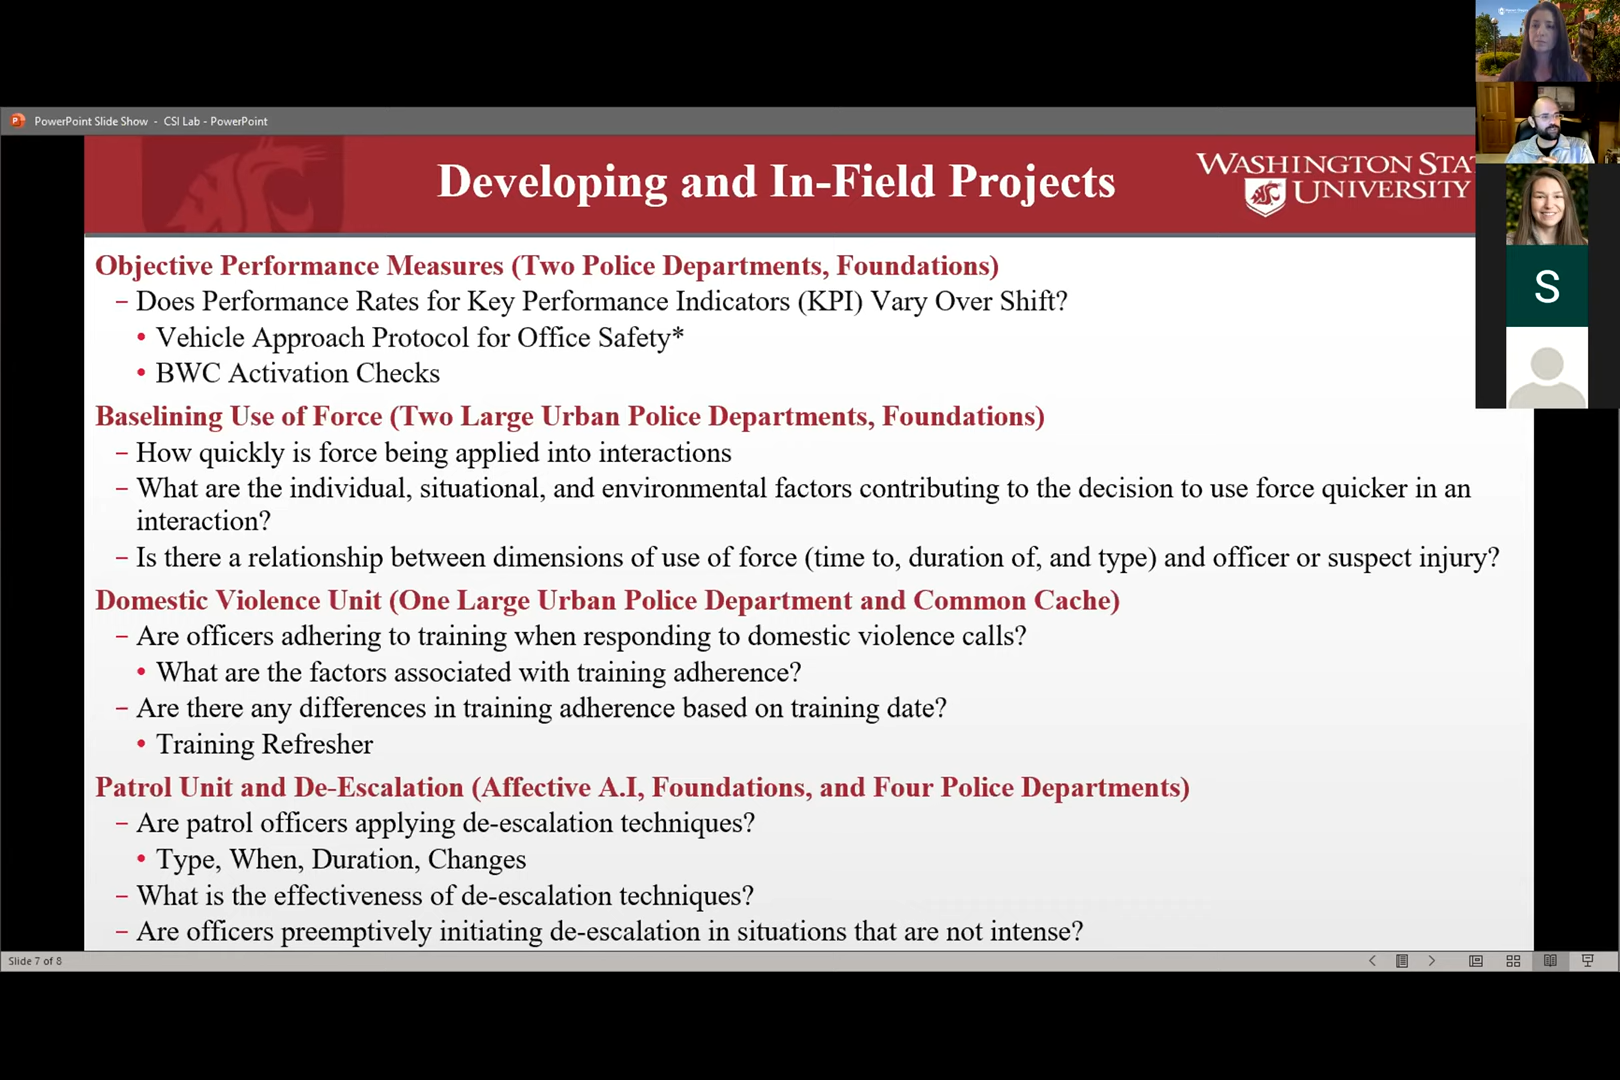 PowerPoint Slide Show - CSI Lab - PowerPoint
Developing and In-Field Projects
WASHINGTON STA
UNIVERSITY
Objective Performance Measures (Two Police Departments, Foundations)
– Does Performance Rates for Key Performance Indicators (KPI) Vary Over Shift?
• Vehicle Approach Protocol for Office Safety*
• BWC Activation Checks
Baselining Use of Force (Two Large Urban Police Departments, Foundations)
– How quickly is force being applied into interactions
– What are the individual, situational, and environmental factors contributing to the decision to use force quicker in an
interaction?
– Is there a relationship between dimensions of use of force (time to, duration of, and type) and officer or suspect injury?
Domestic Violence Unit (One Large Urban Police Department and Common Cache)
– Are officers adhering to training when responding to domestic violence calls?
• What are the factors associated with training adherence?
– Are there any differences in training adherence based on training date?
• Training Refresher
Patrol Unit and De-Escalation (Affective A.I, Foundations, and Four Police Departments)
– Are patrol officers applying de-escalation techniques?
• Type, When, Duration, Changes
– What is the effectiveness of de-escalation techniques?
– Are officers preemptively initiating de-escalation in situations that are not intense?
Slide 7 of 8
S